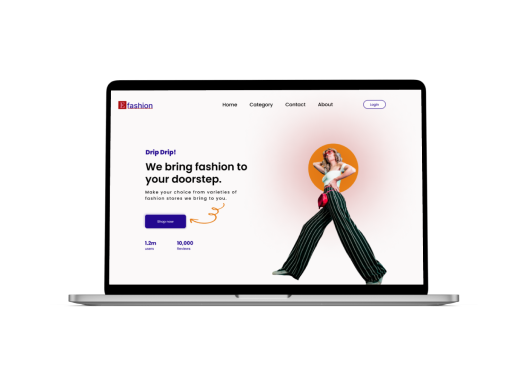 E fashion
Home Category Contact About Login
Drip Drip!
We bring fashion to
your doorstep.
Make your choice from varieties of
fashion stores we bring to you.
Shop now
1.2m 10,000
users Reviews